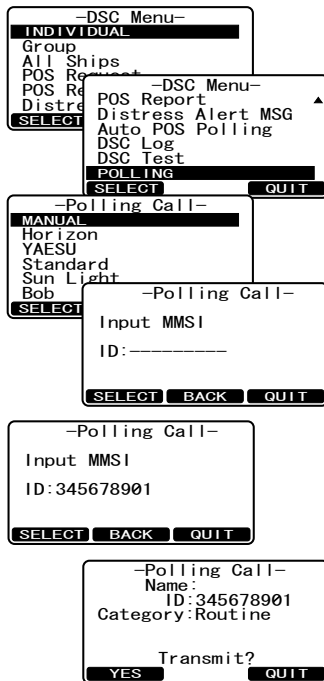 -DSC Menu-
INDIVIDUAL
Group
All Ships
POS Request
POS Re
Distre
SELECT
-DSC Menu-
POS Report
Distress Alert MSG
Auto POS Polling
DSC Log
DSC Test
POLLING
SELECT QUIT
-Polling Call-
MANUAL
Horizon
YAESU
Standard
Sun Light
Bob
SELECT
-Polling Call-
Input MMSI
ID:---------
SELECT BACK QUIT
-Polling Call-
Input MMSI
ID:345678901
SELECT BACK QUIT
-Polling Call-
Name:
ID:345678901
Category:Routine
Transmit?
YES QUIT